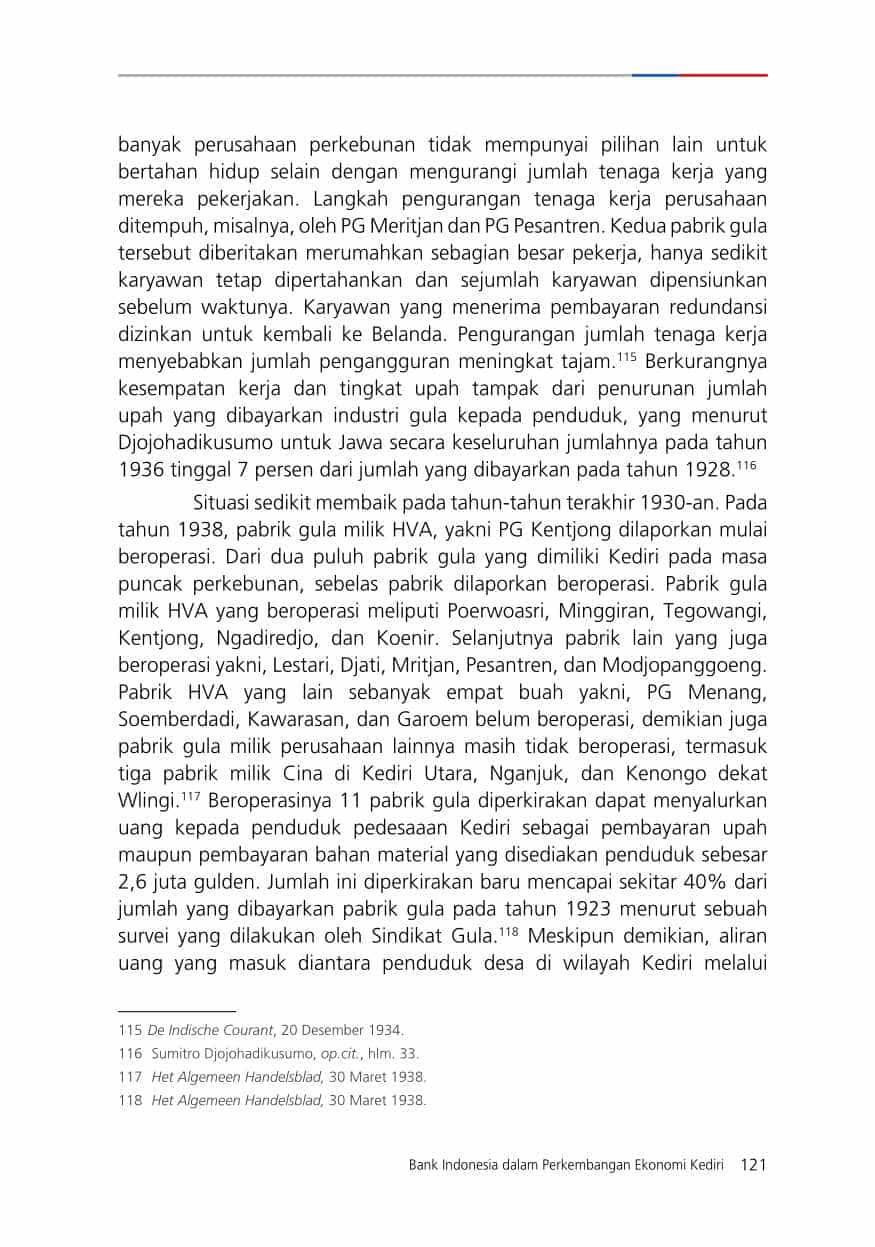 banyak perusahaan perkebunan tidak mempunyai pilihan lain untuk
bertahan hidup selain dengan mengurangi jumlah tenaga kerja yang
mereka pekerjakan. Langkah pengurangan tenaga kerja perusahaan
ditempuh, misalnya, oleh PG Meritjan dan PG Pesantren. Kedua pabrik gula
tersebut diberitakan merumahkan sebagian besar pekerja, hanya sedikit
karyawan tetap dipertahankan dan sejumlah karyawan dipensiunkan
sebelum waktunya. Karyawan yang menerima pembayaran redundansi
dizinkan untuk kembali ke Belanda. Pengurangan jumlah tenaga kerja
menyebabkan jumlah pengangguran meningkat tajam.115 Berkurangnya
kesempatan kerja dan tingkat upah tampak dari penurunan jumlah
upah yang dibayarkan industri gula kepada penduduk, yang menurut
Djojohadikusumo untuk Jawa secara keseluruhan jumlahnya pada tahun
1936 tinggal 7 persen dari jumlah yang dibayarkan pada tahun 1928.116
Situasi sedikit membaik pada tahun-tahun terakhir 1930-an. Pada
tahun 1938, pabrik gula milik HVA, yakni PG Kentjong dilaporkan mulai
beroperasi. Dari dua puluh pabrik gula yang dimiliki Kediri pada masa
puncak perkebunan, sebelas pabrik dilaporkan beroperasi. Pabrik gula
milik HVA yang beroperasi meliputi Poerwoasri, Minggiran, Tegowangi,
Kentjong, Ngadiredjo, dan Koenir. Selanjutnya pabrik lain yang juga
beroperasi yakni, Lestari, Djati, Mritjan, Pesantren, dan Modjopanggoeng.
Pabrik HVA yang lain sebanyak empat buah yakni, PG Menang,
Soemberdadi, Kawarasan, dan Garoem belum beroperasi, demikian juga
pabrik gula milik perusahaan lainnya masih tidak beroperasi, termasuk
tiga pabrik milik Cina di Kediri Utara, Nganjuk, dan Kenongo dekat
Wlingi.117 Beroperasinya 11 pabrik gula diperkirakan dapat menyalurkan
uang kepada penduduk pedesaaan Kediri sebagai pembayaran upah
maupun pembayaran bahan material yang disediakan penduduk sebesar
2,6 juta gulden. Jumlah ini diperkirakan baru mencapai sekitar 40% dari
jumlah yang dibayarkan pabrik gula pada tahun 1923 menurut sebuah
survei yang dilakukan oleh Sindikat Gula.118 Meskipun demikian, aliran
uang yang masuk diantara penduduk desa di wilayah Kediri melalui
115 De Indische Courant, 20 Desember 1934.
116 Sumitro Djojohadikusumo, op.cit., hlm. 33.
117 Het Algemeen Handelsblad, 30 Maret 1938.
118 Het Algemeen Handelsblad, 30 Maret 1938.
Bank Indonesia dalam Perkembangan Ekonomi Kediri 121